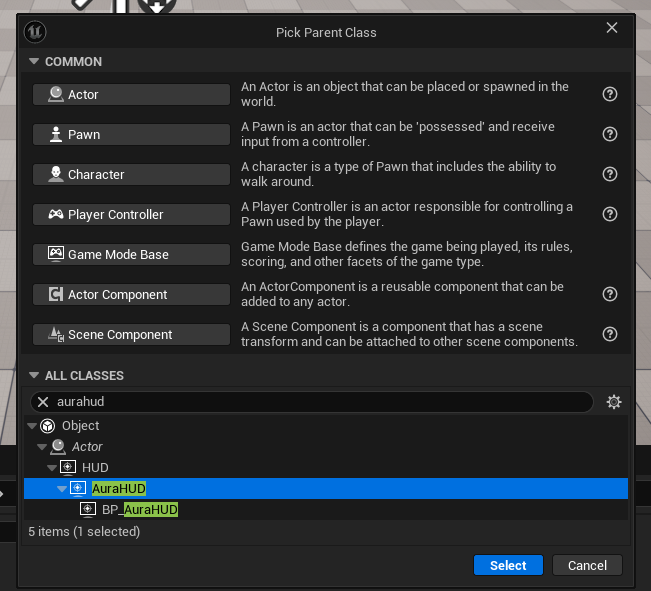 Pick Parent Class
COMMON
Actor
An Actor is an object that can be placed or spawned in the
world.
Pawn
A Pawn is an actor that can be 'possessed' and receive
input from a controller.
Character
A character is a type of Pawn that includes the ability to
walk around.
Player Controller
A Player Controller is an actor responsible for controlling a
Pawn used by the player.
Game Mode Base
Game Mode Base defines the game being played, its rules,
scoring, and other facets of the game type.
Actor Component
An ActorComponent is a reusable component that can be
added to any actor.
Scene Component
A Scene Component is a component that has a scene
transform and can be attached to other scene components.
ALL CLASSES
aurahud
Object
Actor
HUD
AuraHUD
BP_AuraHUD
5 items (1 selected)
Select
Cancel